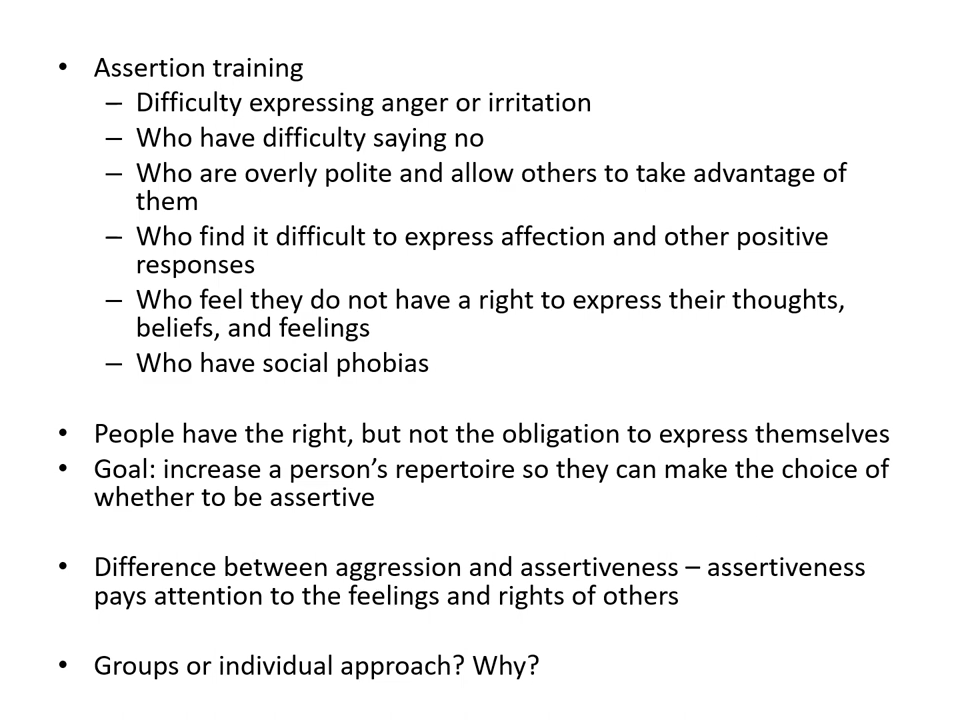 • Assertion training
– Difficulty expressing anger or irritation
– Who have difficulty saying no
– Who are overly polite and allow others to take advantage of
them
– Who find it difficult to express affection and other positive
responses
– Who feel they do not have a right to express their thoughts,
beliefs, and feelings
– Who have social phobias
• People have the right, but not the obligation to express themselves
• Goal: increase a person’s repertoire so they can make the choice of
whether to be assertive
• Difference between aggression and assertiveness – assertiveness
pays attention to the feelings and rights of others
• Groups or individual approach? Why?